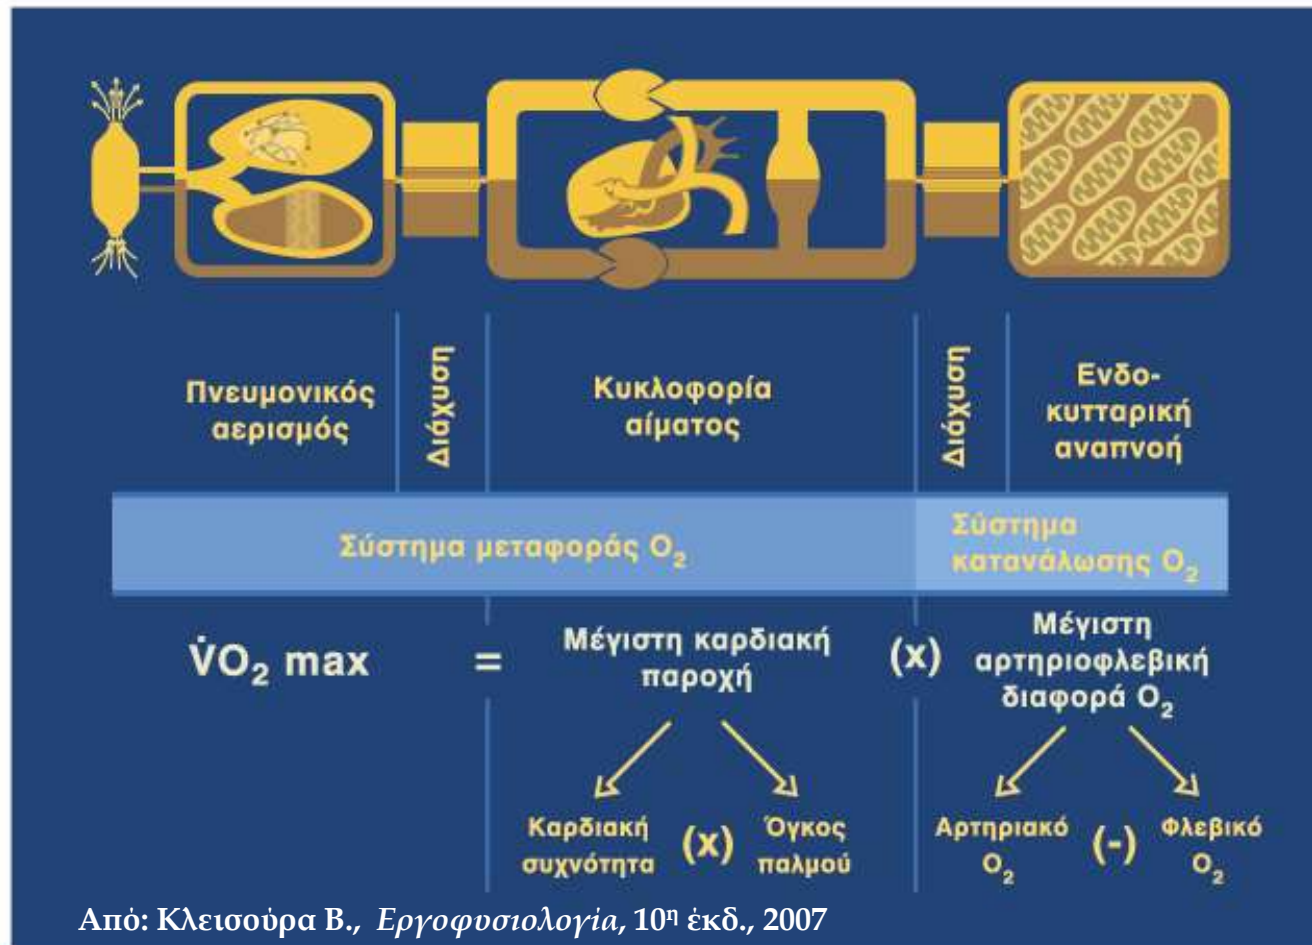 Πνευμονικός
αερισμός
Διάχυση
Κυκλοφορία
αίματος
Διάχυση
Ενδο-
κυτταρική
αναπνοή
Σύστημα μεταφοράς O₂
Σύστημα
κατανάλωσης O₂
V̇O₂ max
=
Μέγιστη καρδιακή
παροχή
(x)
Μέγιστη
αρτηριοφλεβική
διαφορά O₂
Καρδιακή
συχνότητα
(x)
Όγκος
παλμού
Αρτηριακό
O₂
(-)
Φλεβικό
O₂
Από: Κλεισούρα Β., Εργοφυσιολογία, 10η έκδ., 2007